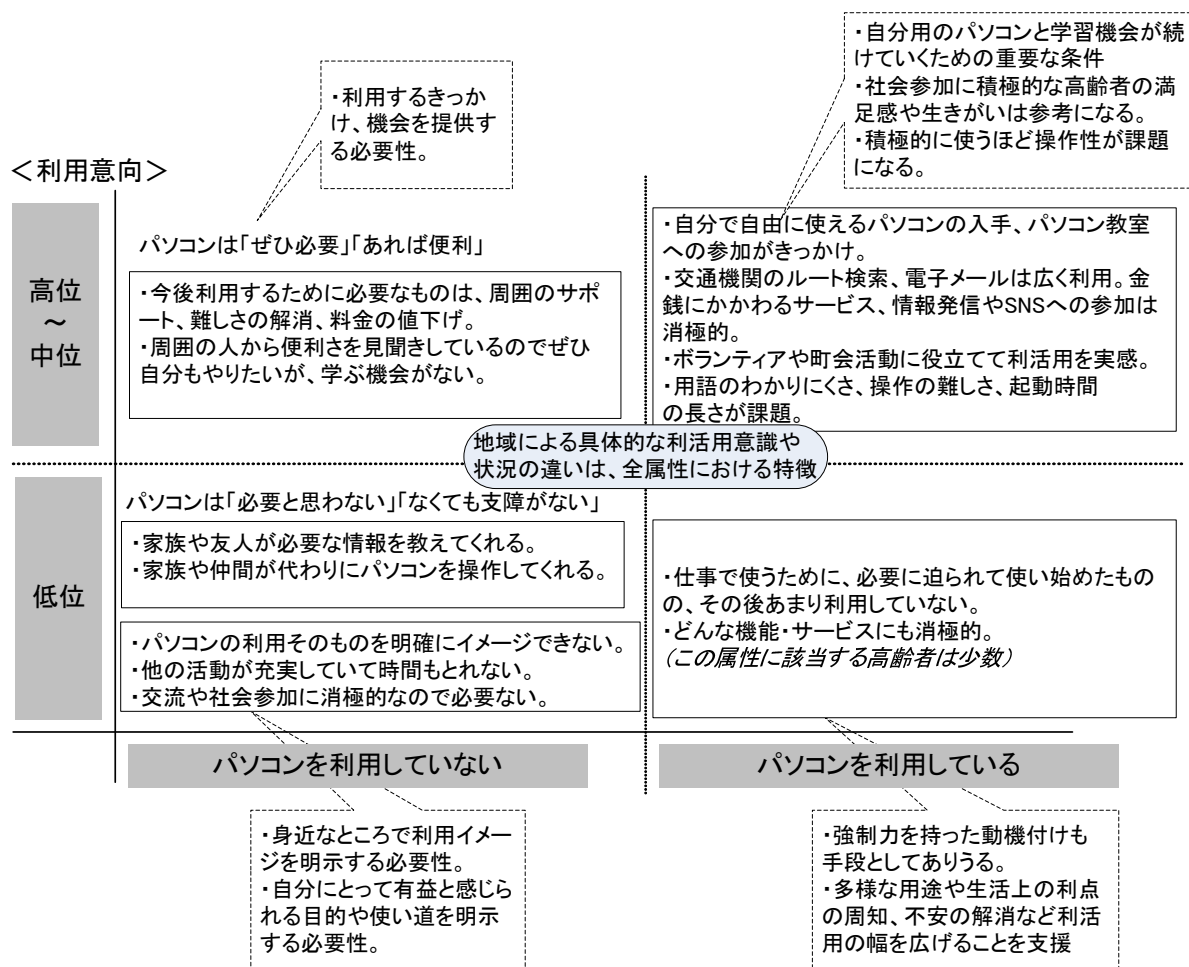 ・自分用のパソコンと学習機会が続
けていくための重要な条件
・社会参加に積極的な高齢者の満
足感や生きがいは参考になる。
・積極的に使うほど操作性が課題
になる。
・利用するきっか
け、機会を提供す
る必要性。
＜利用意向＞
高位
～
中位
パソコンは｢ぜひ必要｣｢あれば便利｣
・今後利用するために必要なものは、周囲のサポ
ート、難しさの解消、料金の値下げ。
・周囲の人から便利さを見聞きしているのでぜひ
自分もやりたいが、学ぶ機会がない。
・自分で自由に使えるパソコンの入手、パソコン教室
への参加がきっかけ。
・交通機関のルート検索、電子メールは広く利用。金
銭にかかわるサービス、情報発信やSNSへの参加は
消極的。
・ボランティアや町会活動に役立てて利活用を実感。
・用語のわかりにくさ、操作の難しさ、起動時間
の長さが課題。
地域による具体的な利活用意識や
状況の違いは、全属性における特徴
低位
パソコンは｢必要と思わない｣｢なくても支障がない｣
・家族や友人が必要な情報を教えてくれる。
・家族や仲間が代わりにパソコンを操作してくれる。
・パソコンの利用そのものを明確にイメージできない。
・他の活動が充実していて時間もとれない。
・交流や社会参加に消極的なので必要ない。
・仕事で使うために、必要に迫られて使い始めたもの
の、その後あまり利用していない。
・どんな機能・サービスにも消極的。
（この属性に該当する高齢者は少数）
パソコンを利用していない
パソコンを利用している
・身近なところで利用イメー
ジを明示する必要性。
・自分にとって有益と感じら
れる目的や使い道を明示
する必要性。
・強制力を持った動機付けも
手段としてありうる。
・多様な用途や生活上の利点
の周知、不安の解消など利活
用の幅を広げることを支援